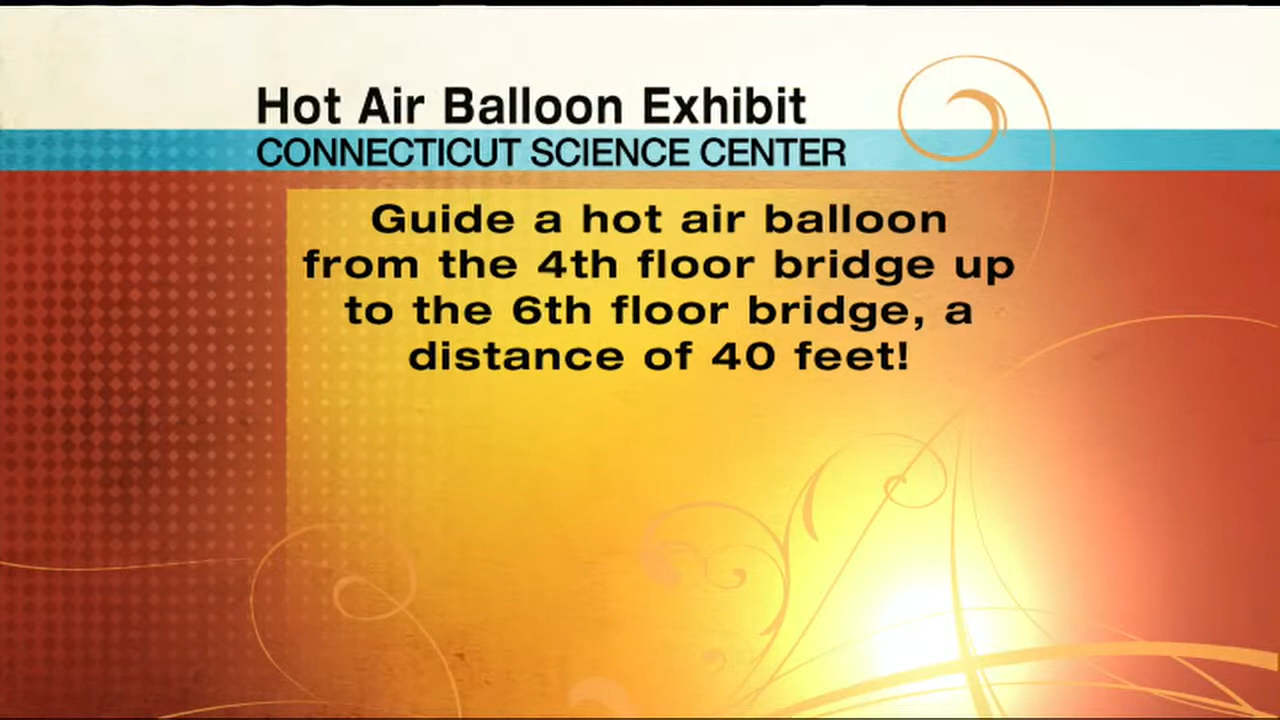 Hot Air Balloon Exhibit
CONNECTICUT SCIENCE CENTER
Guide a hot air balloon
from the 4th floor bridge up
to the 6th floor bridge, a
distance of 40 feet!